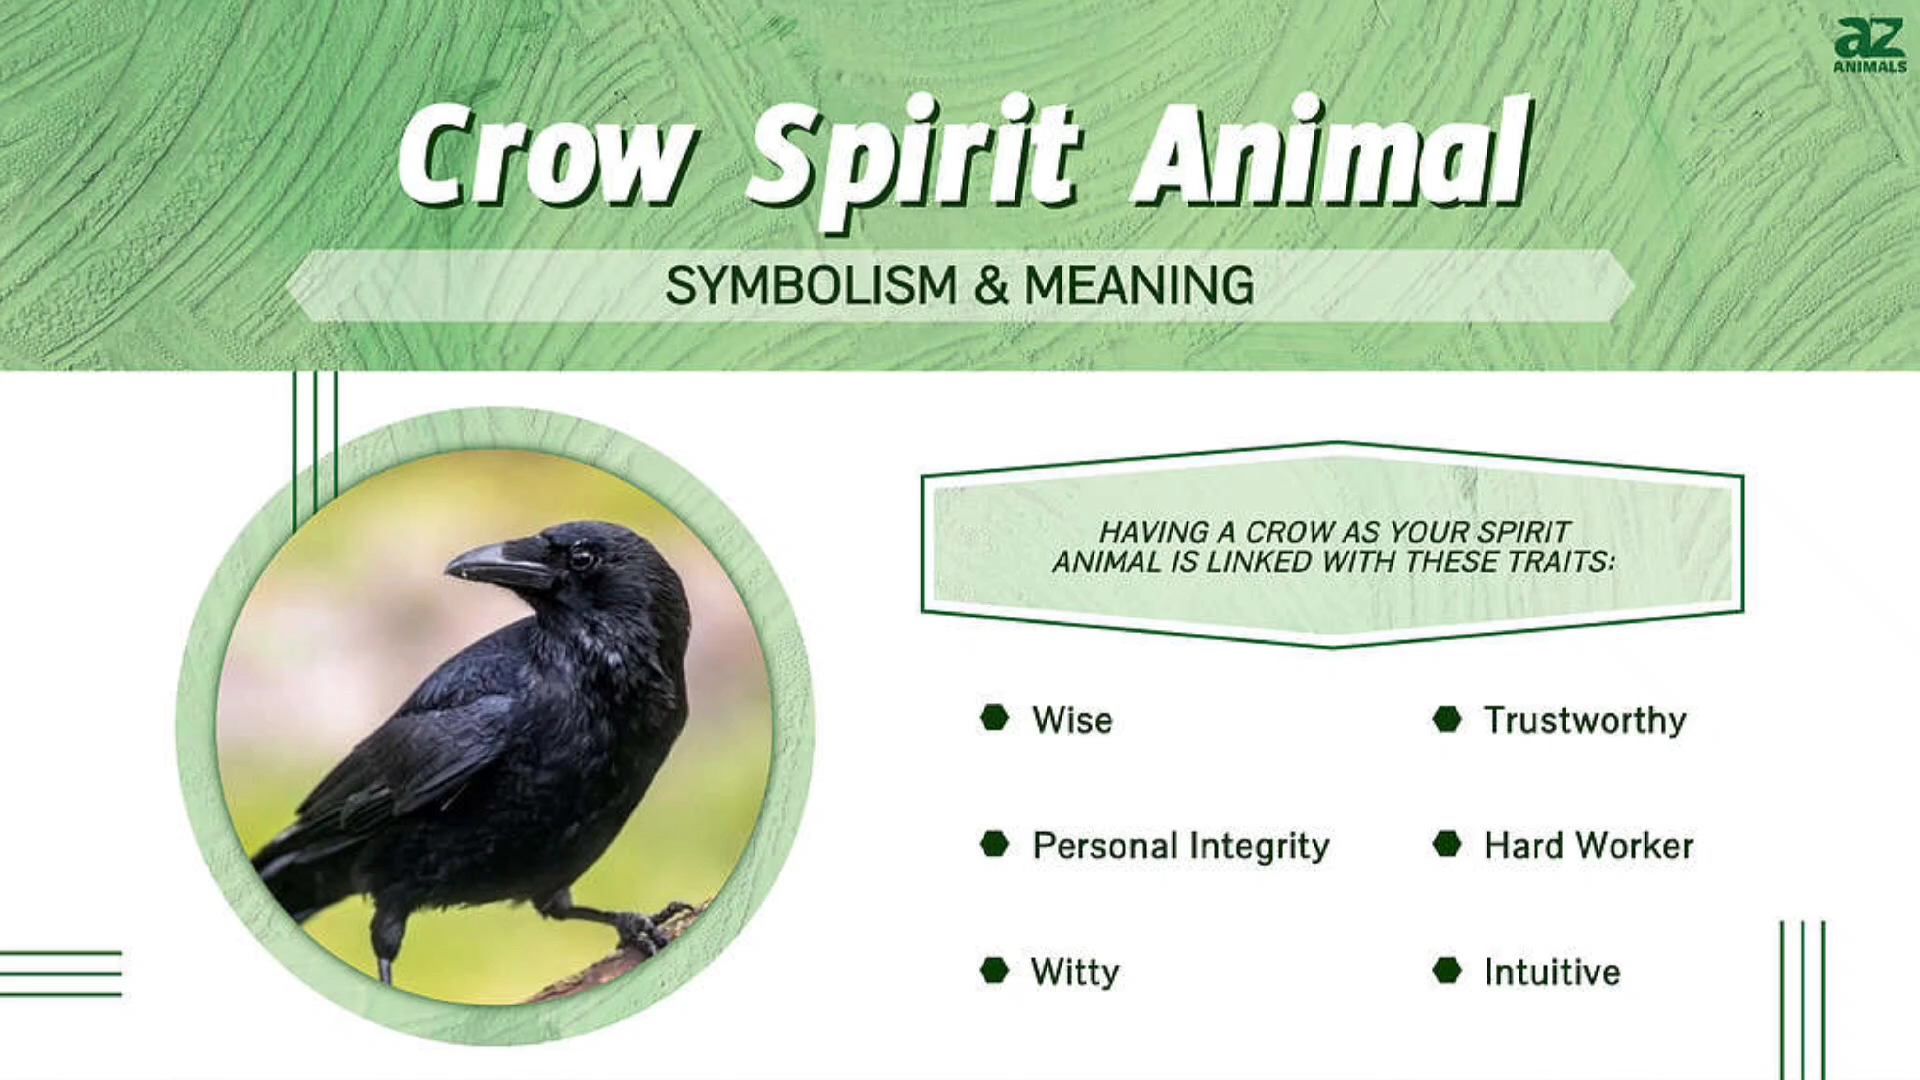 az
ANIMALS
Crow Spirit Animal
SYMBOLISM & MEANING
HAVING A CROW AS YOUR SPIRIT
ANIMAL IS LINKED WITH THESE TRAITS:
Wise
Trustworthy
Personal Integrity
Hard Worker
Witty
Intuitive